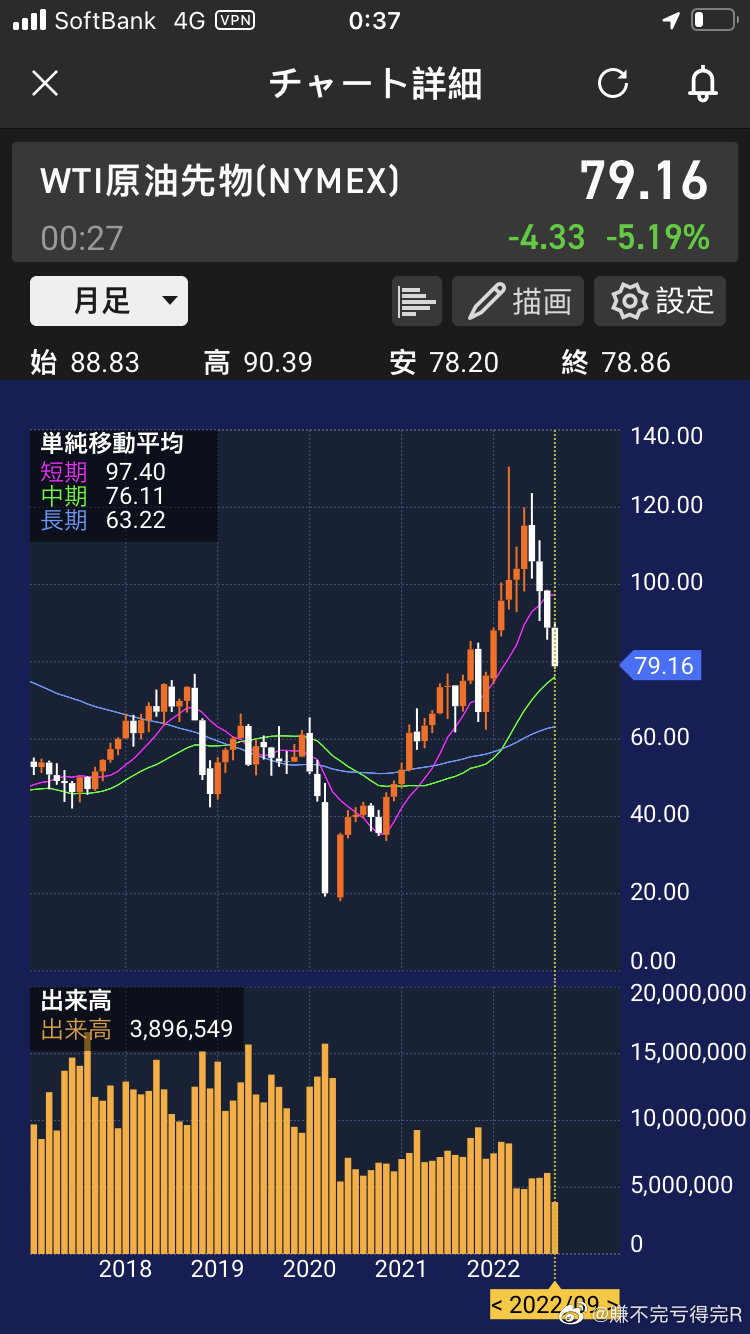 SoftBank 4G VPN 0:37
チャート詳細
WTI原油先物(NYMEX) 79.16
00:27 -4.33 -5.19%
月足 描画 設定
始 88.83 高 90.39 安 78.20 終 78.86
単純移動平均
短期 97.40
中期 76.11
長期 63.22
140.00
120.00
100.00
79.16
60.00
40.00
20.00
0.00
出来高
出来高 3,896,549
20,000,000
15,000,000
10,000,000
5,000,000
0
2018 2019 2020 2021 2022
< 2022/09 >
@賺不完亏得完R